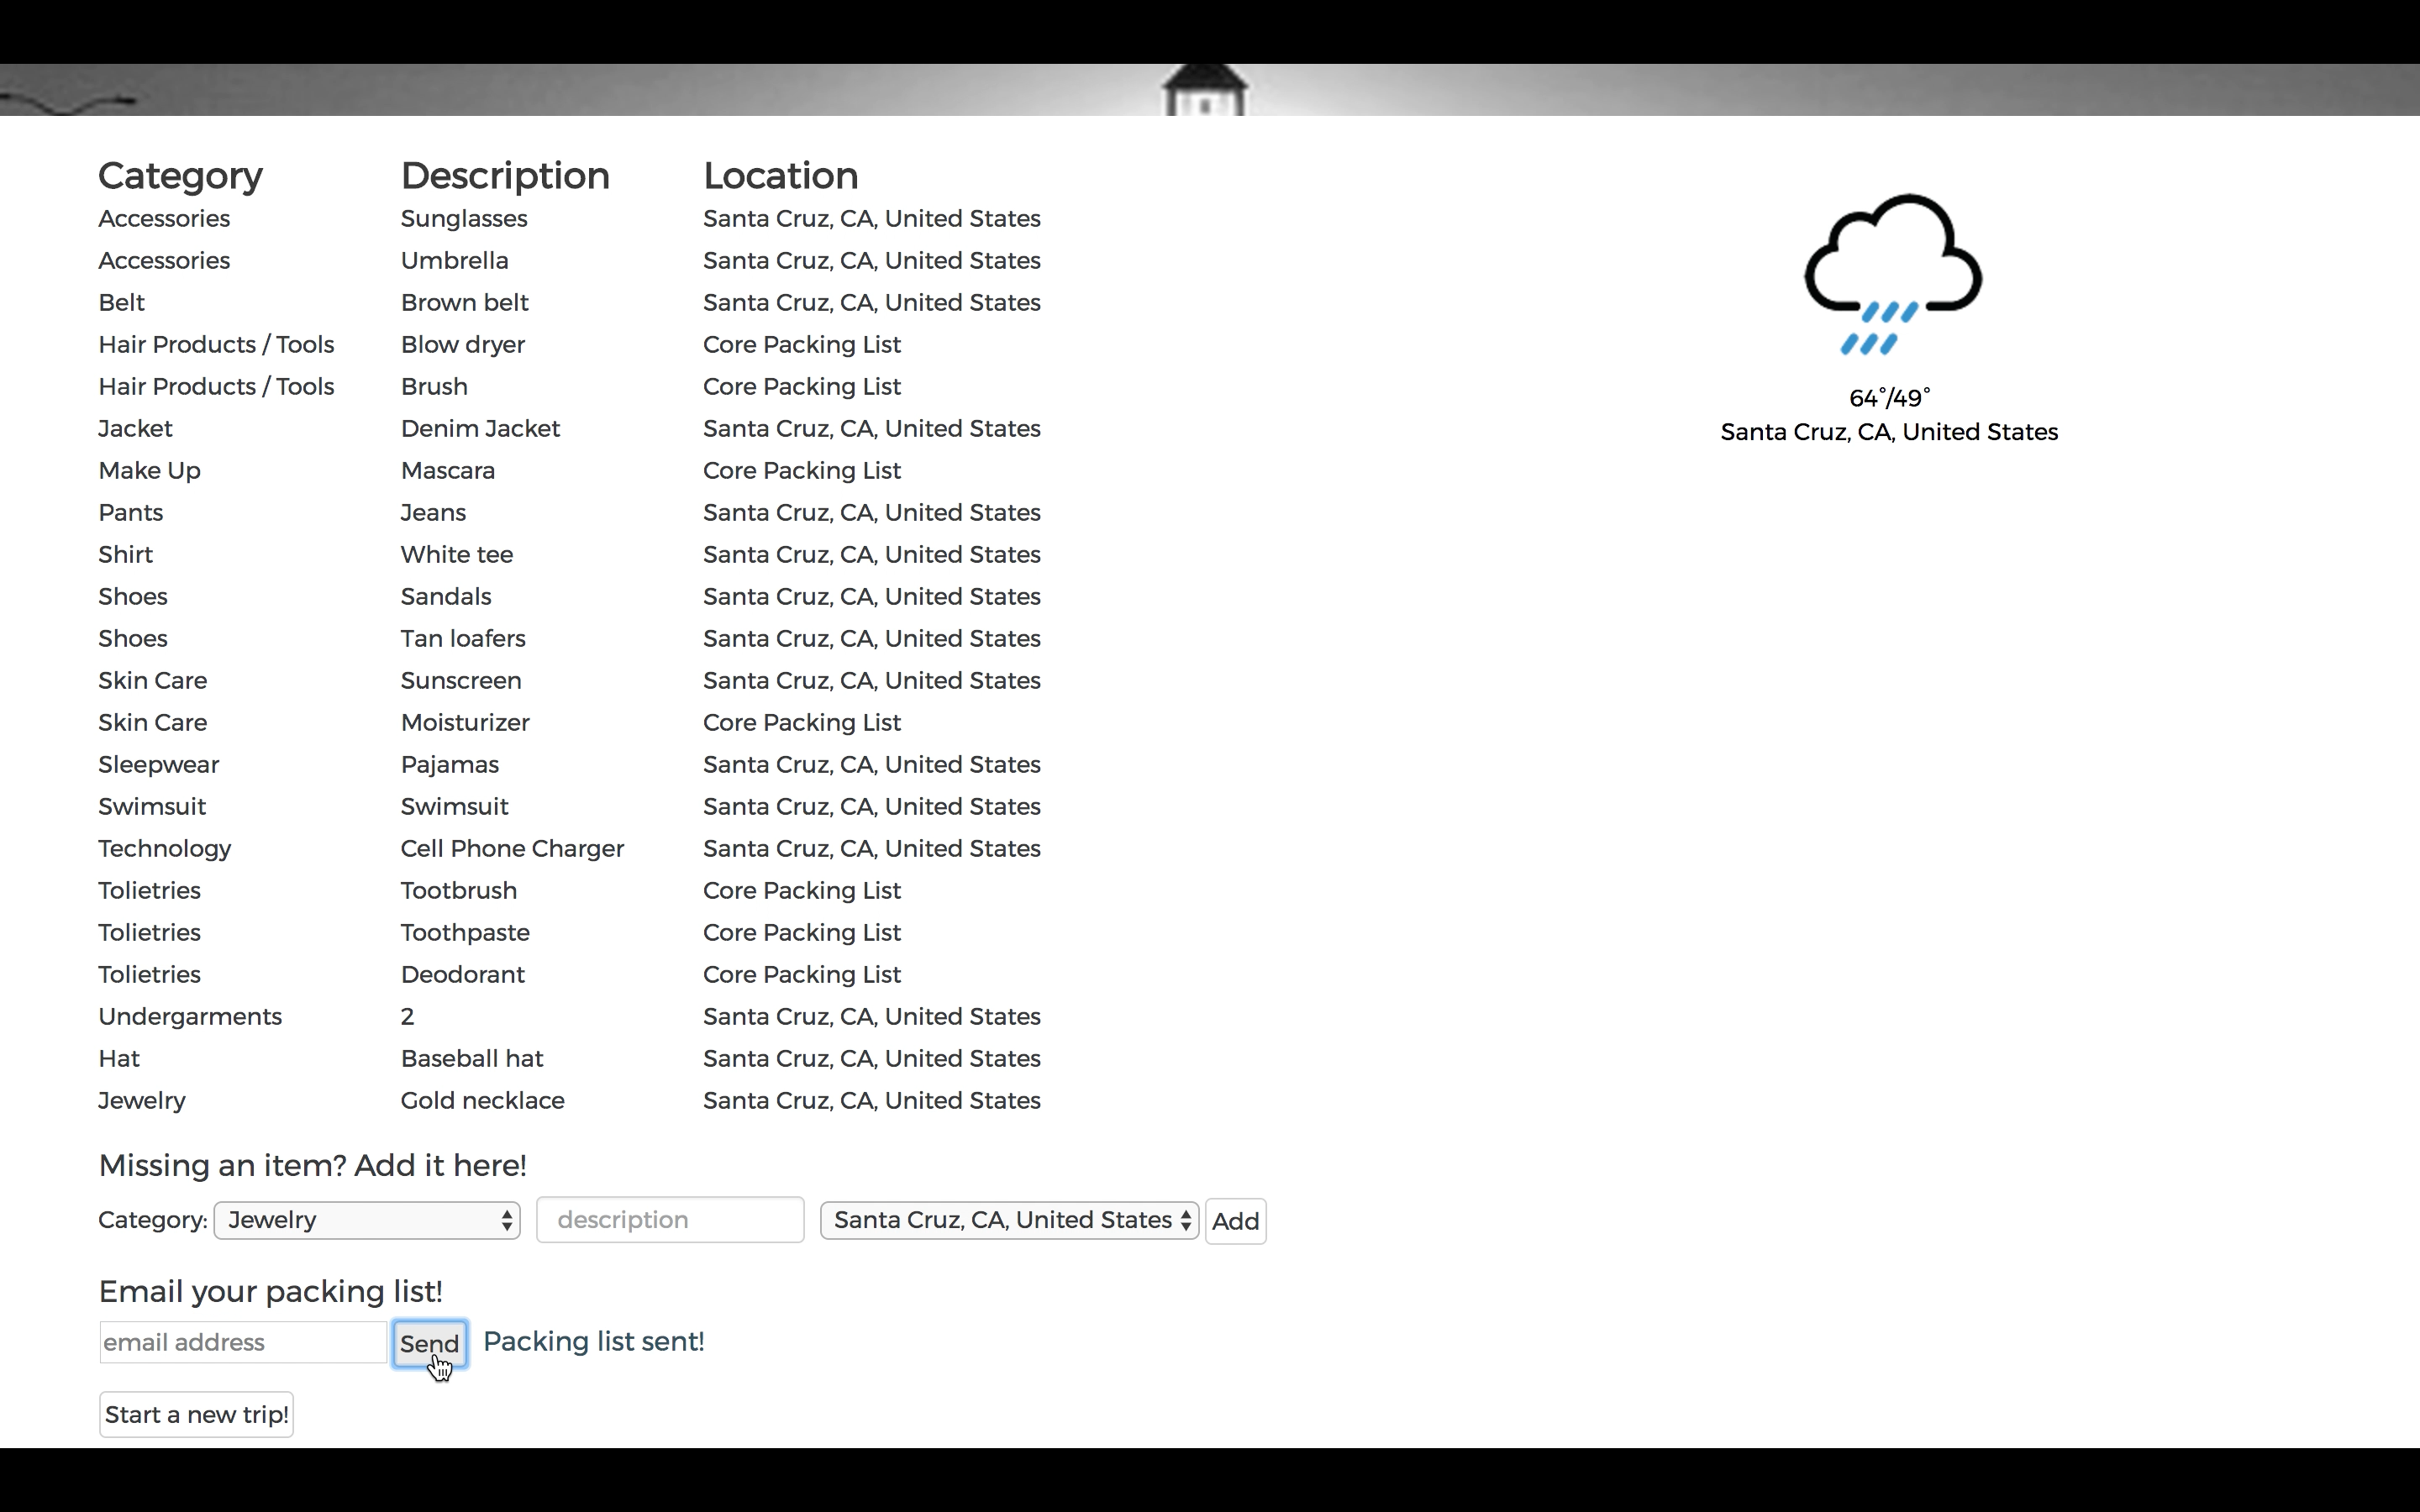 Category Description Location
Accessories Sunglasses Santa Cruz, CA, United States
Accessories Umbrella Santa Cruz, CA, United States
Belt Brown belt Santa Cruz, CA, United States
Hair Products / Tools Blow dryer Core Packing List
Hair Products / Tools Brush Core Packing List
Jacket Denim Jacket Santa Cruz, CA, United States
Make Up Mascara Core Packing List
Pants Jeans Santa Cruz, CA, United States
Shirt White tee Santa Cruz, CA, United States
Shoes Sandals Santa Cruz, CA, United States
Shoes Tan loafers Santa Cruz, CA, United States
Skin Care Sunscreen Santa Cruz, CA, United States
Skin Care Moisturizer Core Packing List
Sleepwear Pajamas Santa Cruz, CA, United States
Swimsuit Swimsuit Santa Cruz, CA, United States
Technology Cell Phone Charger Santa Cruz, CA, United States
Tolietries Tootbrush Core Packing List
Tolietries Toothpaste Core Packing List
Tolietries Deodorant Core Packing List
Undergarments 2 Santa Cruz, CA, United States
Hat Baseball hat Santa Cruz, CA, United States
Jewelry Gold necklace Santa Cruz, CA, United States
64°/49°
Santa Cruz, CA, United States
Missing an item? Add it here!
Category: Jewelry description Santa Cruz, CA, United States Add
Email your packing list!
email address Send Packing list sent!
Start a new trip!